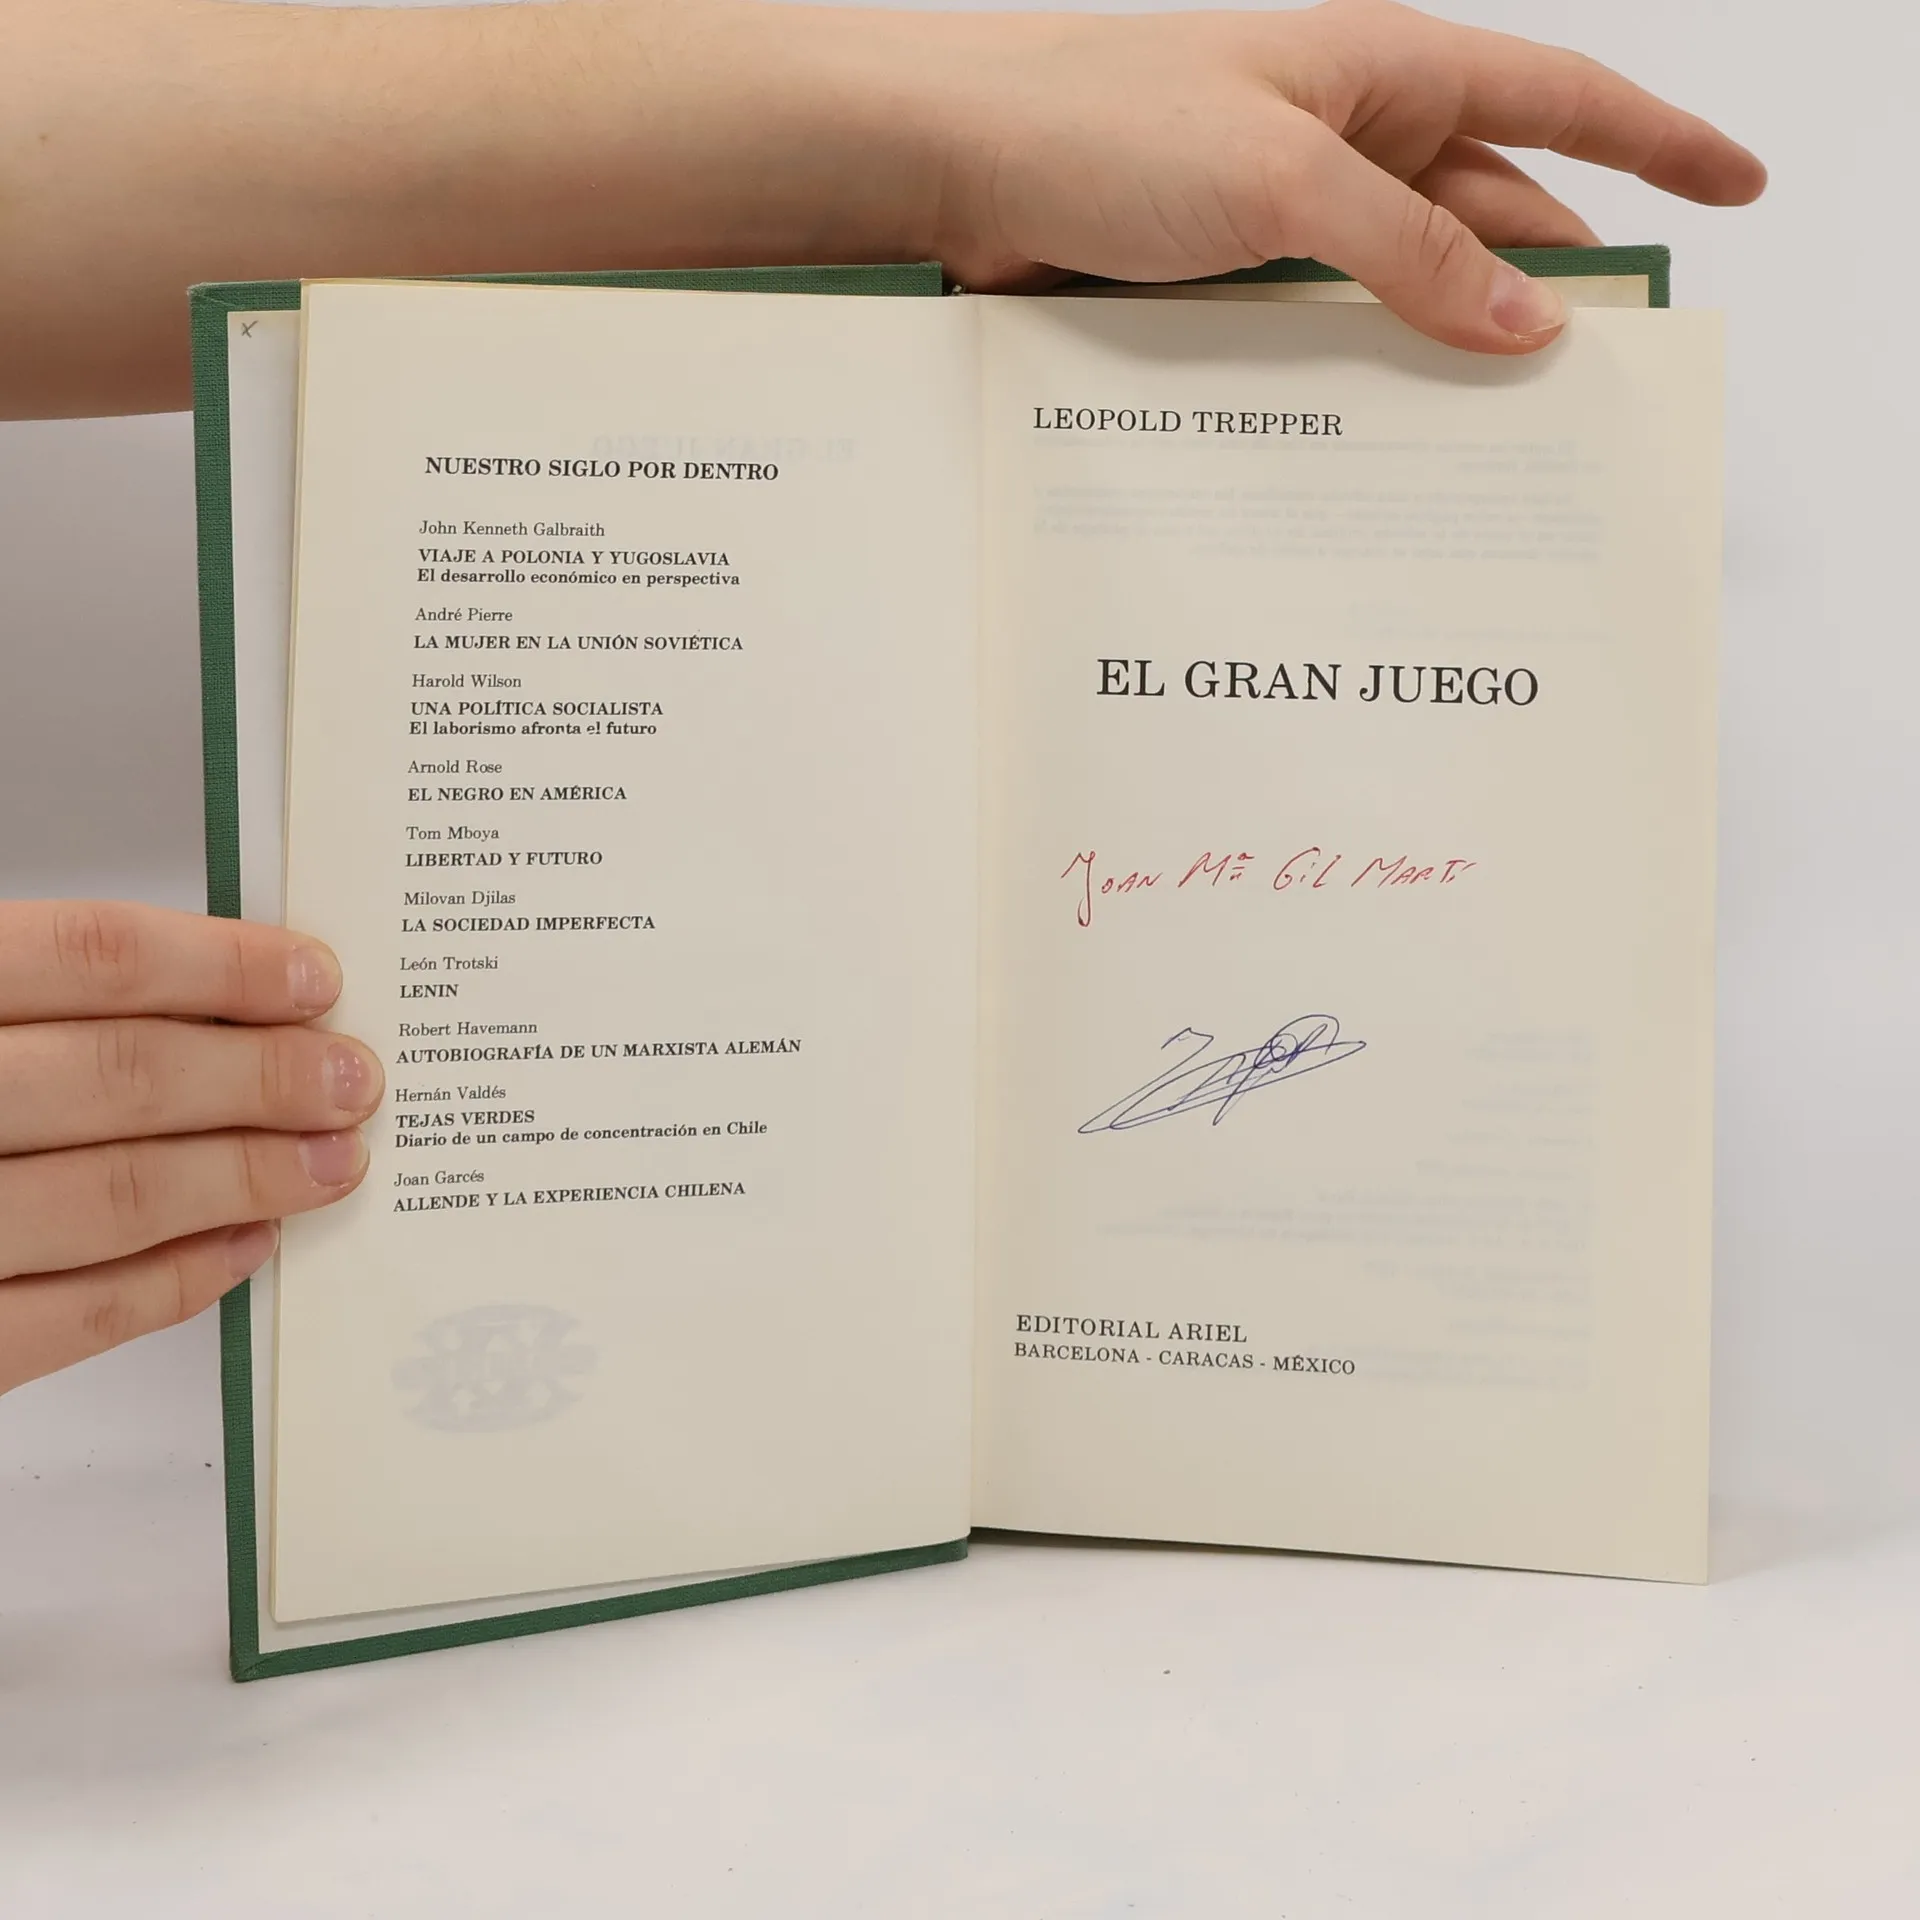 NUESTRO SIGLO POR DENTRO
John Kenneth Galbraith
VIAJE A POLONIA Y YUGOSLAVIA
El desarrollo económico en perspectiva
André Pierre
LA MUJER EN LA UNIÓN SOVIÉTICA
Harold Wilson
UNA POLÍTICA SOCIALISTA
El laborismo afronta el futuro
Arnold Rose
EL NEGRO EN AMÉRICA
Tom Mboya
LIBERTAD Y FUTURO
Milovan Djilas
LA SOCIEDAD IMPERFECTA
León Trotski
LENIN
Robert Havemann
AUTOBIOGRAFÍA DE UN MARXISTA ALEMÁN
Hernán Valdés
TEJAS VERDES
Diario de un campo de concentración en Chile
Joan Garcés
ALLENDE Y LA EXPERIENCIA CHILENA
LEOPOLD TREPPER
EL GRAN JUEGO
JOAN Mª GIL MARTÍ
EDITORIAL ARIEL
BARCELONA - CARACAS - MÉXICO